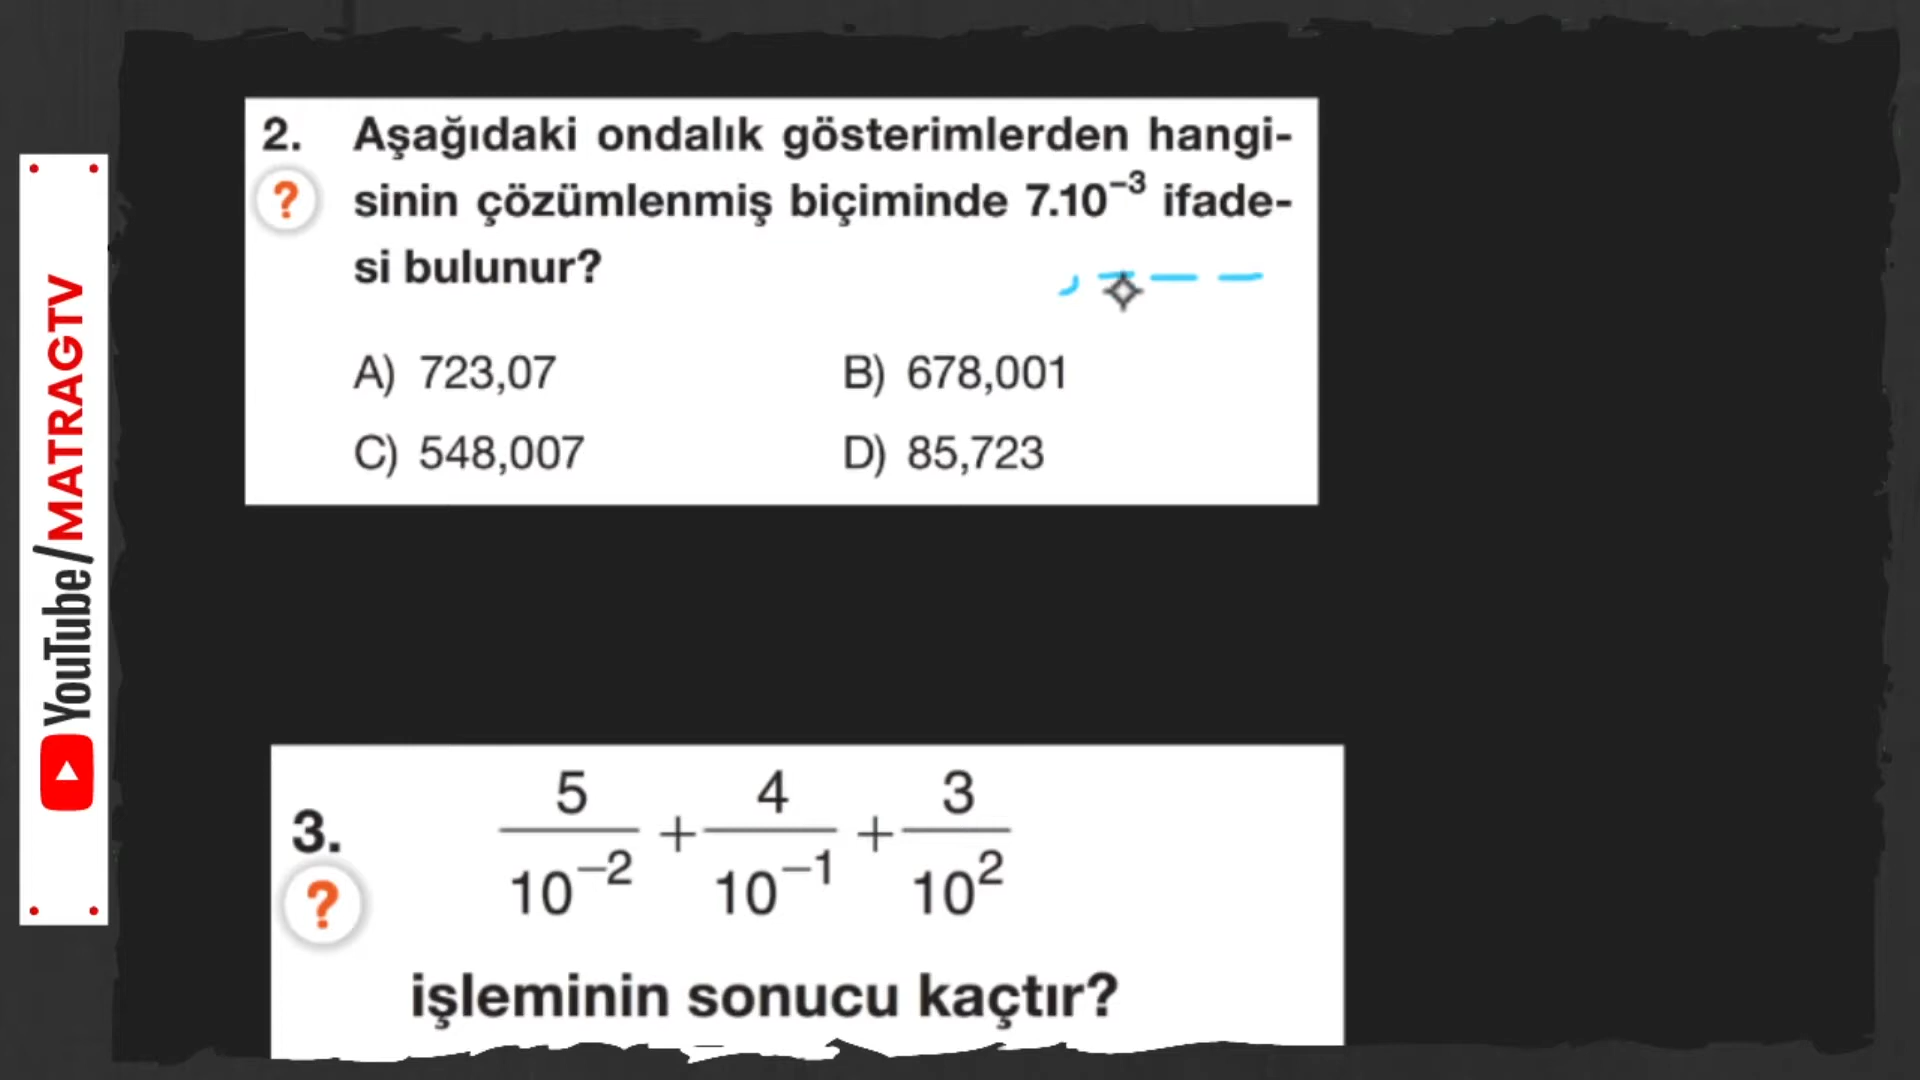 YouTube/MATRAGTV
2. Aşağıdaki ondalık gösterimlerden hangi-
? sinin çözümlenmiş biçiminde 7.10⁻³ ifade-
si bulunur?
A) 723,07 B) 678,001
C) 548,007 D) 85,723
3. 5/10⁻² + 4/10⁻¹ + 3/10²
?
işleminin sonucu kaçtır?